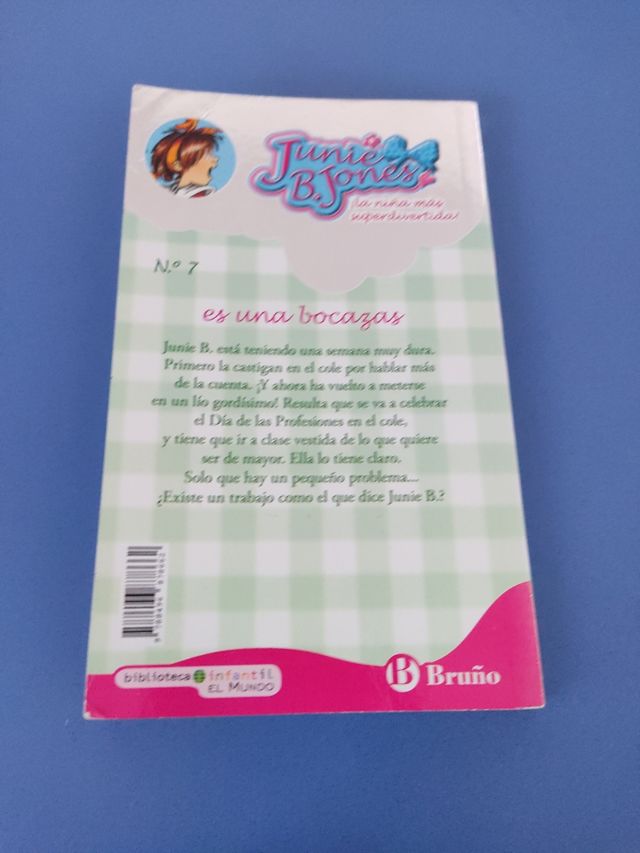 Junie
B. Jones
¡la niña más
superdivertida!
N.º 7
es una bocazas
Junie B. está teniendo una semana muy dura.
Primero la castigan en el cole por hablar más
de la cuenta. ¡Y ahora ha vuelto a meterse
en un lío gordísimo! Resulta que se va a celebrar
el Día de las Profesiones en el cole,
y tiene que ir a clase vestida de lo que quiere
ser de mayor. Ella lo tiene claro.
Solo que hay un pequeño problema...
¿Existe un trabajo como el que dice Junie B.?
biblioteca infantil
EL MUNDO
B Bruño